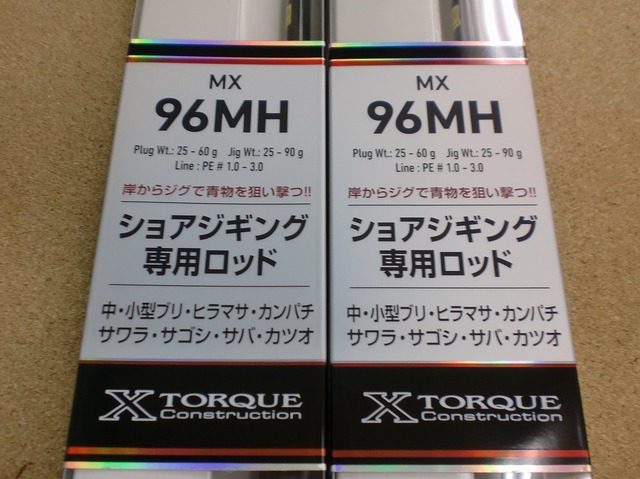 MX
96MH
Plug Wt.: 25 - 60 g Jig Wt.: 25 - 90 g
Line : PE # 1.0 - 3.0
岸からジグで青物を狙い撃つ!!
ショアジギング
専用ロッド
中・小型ブリ・ヒラマサ・カンパチ
サワラ・サゴシ・サバ・カツオ
X TORQUE
Construction
MX
96MH
Plug Wt.: 25 - 60 g Jig Wt.: 25 - 90 g
Line : PE # 1.0 - 3.0
岸からジグで青物を狙い撃つ!!
ショアジギング
専用ロッド
中・小型ブリ・ヒラマサ・カンパチ
サワラ・サゴシ・サバ・カツオ
X TORQUE
Construction